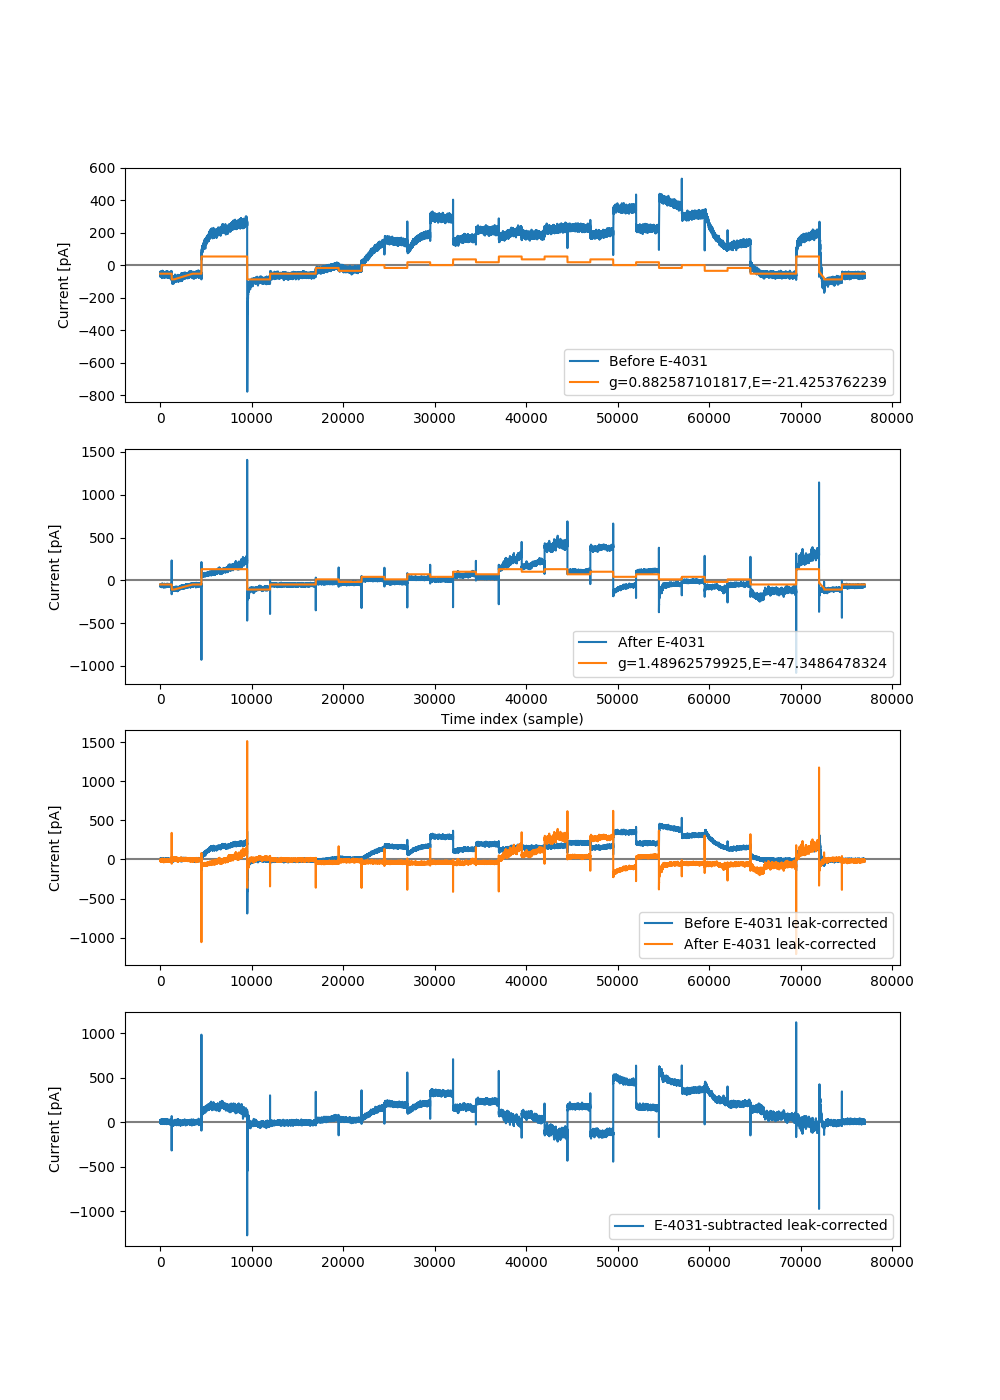 600
400
200
0
−200
−400
−600
−800
Current [pA]
Before E-4031
g=0.882587101817,E=-21.4253762239
0 10000 20000 30000 40000 50000 60000 70000 80000
1500
1000
500
0
−500
−1000
Current [pA]
After E-4031
g=1.48962579925,E=-47.3486478324
0 10000 20000 30000 40000 50000 60000 70000 80000
Time index (sample)
1500
1000
500
0
−500
−1000
Current [pA]
Before E-4031 leak-corrected
After E-4031 leak-corrected
0 10000 20000 30000 40000 50000 60000 70000 80000
1000
500
0
−500
−1000
Current [pA]
E-4031-subtracted leak-corrected
0 10000 20000 30000 40000 50000 60000 70000 80000